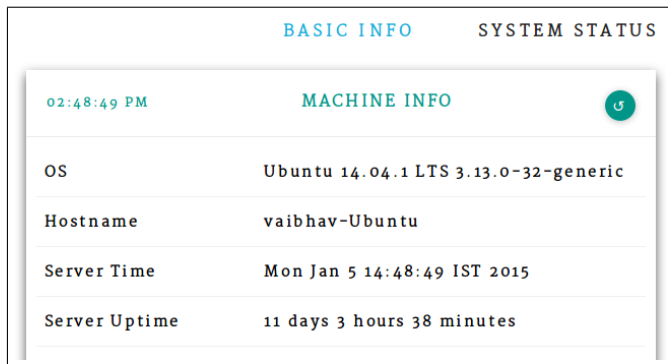 BASIC INFO SYSTEM STATUS
02:48:49 PM MACHINE INFO
OS Ubuntu 14.04.1 LTS 3.13.0-32-generic
Hostname vaibhav-Ubuntu
Server Time Mon Jan 5 14:48:49 IST 2015
Server Uptime 11 days 3 hours 38 minutes